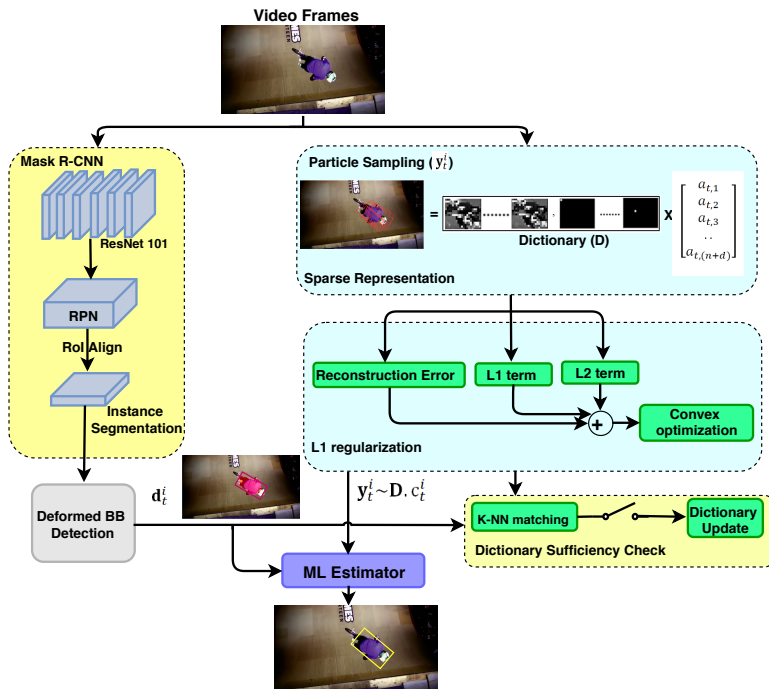 Video Frames
Mask R-CNN
ResNet 101
RPN
RoI Align
Instance
Segmentation
Deformed BB
Detection
d_t^i
Particle Sampling (y_t^i)
=
X
a_{t,1}
a_{t,2}
a_{t,3}
..
a_{t,(n+d)}
Dictionary (D)
Sparse Representation
Reconstruction Error
L1 term
L2 term
+
Convex
optimization
L1 regularization
y_t^i~D. c_t^i
K-NN matching
Dictionary
Update
Dictionary Sufficiency Check
ML Estimator